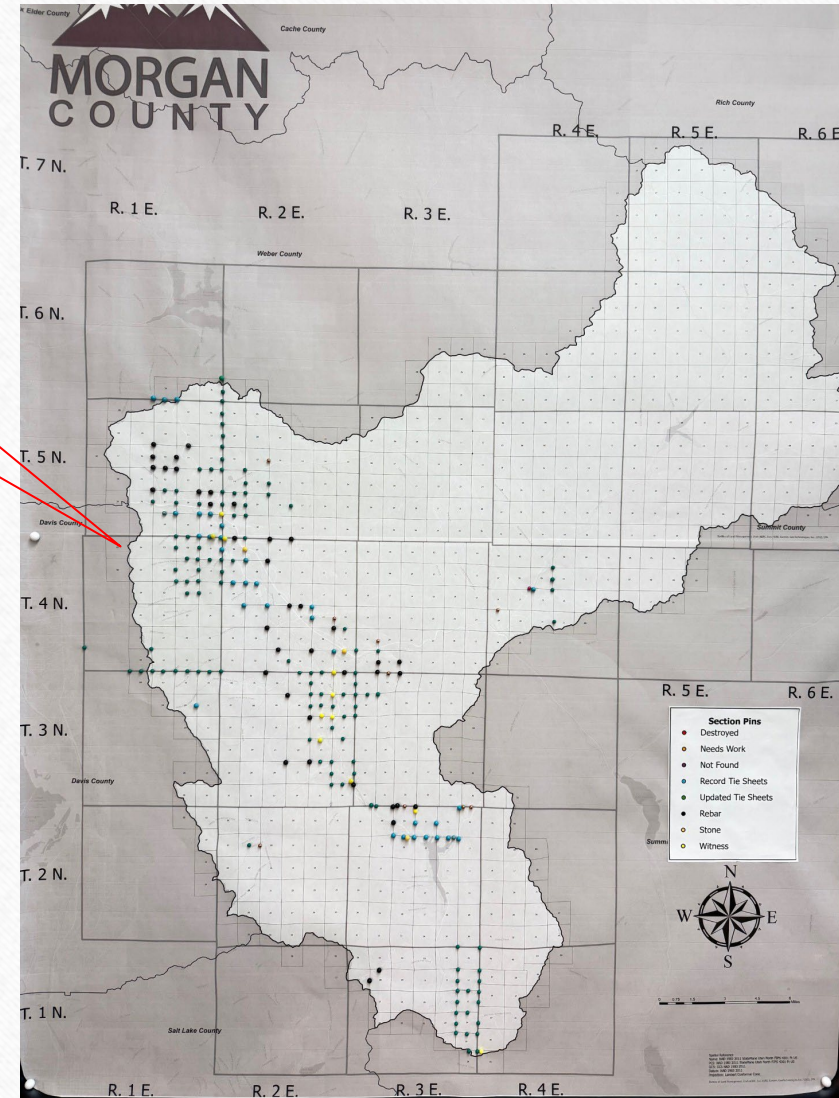 k Elder County
Cache County
MORGAN
COUNTY
Rich County
R. 4 E.
R. 5 E.
R. 6 E
T. 7 N.
R. 1 E.
R. 2 E.
R. 3 E.
Weber County
T. 6 N.
T. 5 N.
Davis County
Summit County
T. 4 N.
R. 5 E.
R. 6 E.
Section Pins
Destroyed
Needs Work
Not Found
Record Tie Sheets
Updated Tie Sheets
Rebar
Stone
Witness
T. 3 N.
Davis County
Summ
T. 2 N.
N
W
E
S
T. 1 N.
Salt Lake County
R. 1 E.
R. 2 E.
R. 3 E.
R. 4 E.